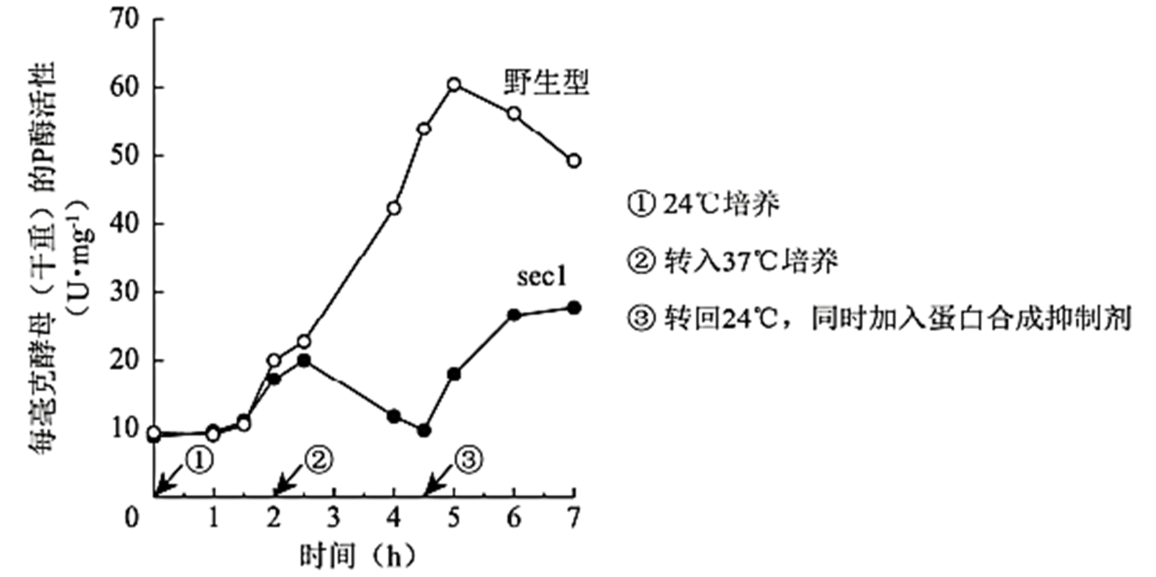 每毫克酵母（干重）的P酶活性
（U·mg⁻¹）
70
60
50
40
30
20
10
0
1
2
3
4
5
6
7
时间（h）
野生型
sec1
①
②
③
① 24℃培养
② 转入37℃培养
③ 转回24℃，同时加入蛋白合成抑制剂